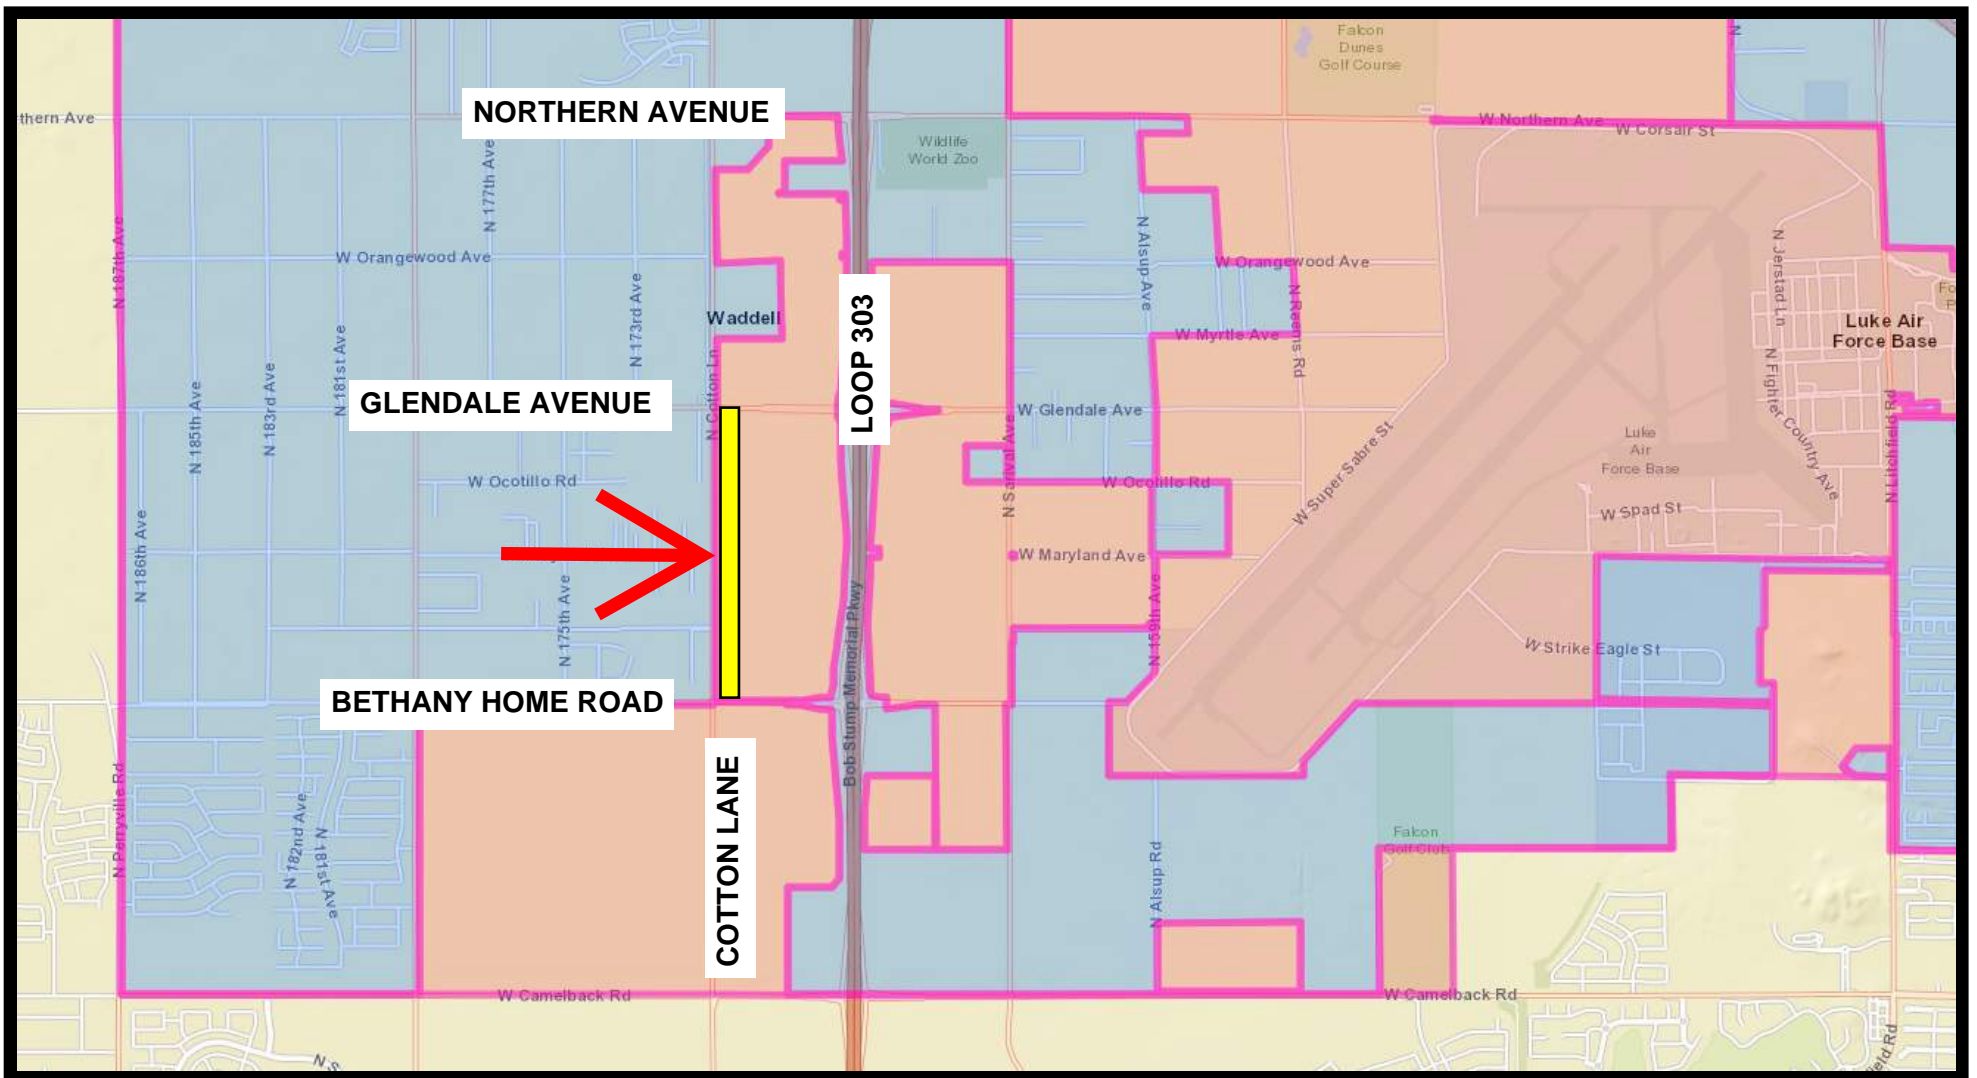 Falcon
Dunes
Golf Course
N
NORTHERN AVENUE
thern Ave
W Northern Ave
W Corsair St
Wildlife
World Zoo
N 177th Ave
N 187th Ave
W Orangewood Ave
N Alsup Ave
W Orangewood Ave
N Jerstad Ln
N 173rd Ave
N Raems Rd
Waddell
LOOP 303
W Myrtle Ave
Luke Air
Force Base
N 181st Ave
N 183rd Ave
N 185th Ave
N Cotton Ln
N Fighter Country Ave
GLENDALE AVENUE
W Glendale Ave
N Litchfield Rd
W Super Sabre St
Luke
Air
Force Base
N Sarival Ave
W Ocotillo Rd
W Ocotillo Rd
W Spad St
N 186th Ave
W Maryland Ave
N 175th Ave
N 159th Ave
Bob Stump Memorial Pkwy
W Strike Eagle St
BETHANY HOME ROAD
N Perryville Rd
N 182nd Ave
N 181st Ave
COTTON LANE
Falcon
Golf Club
N Alsup Rd
W Camelback Rd
W Camelback Rd
N S
field Rd